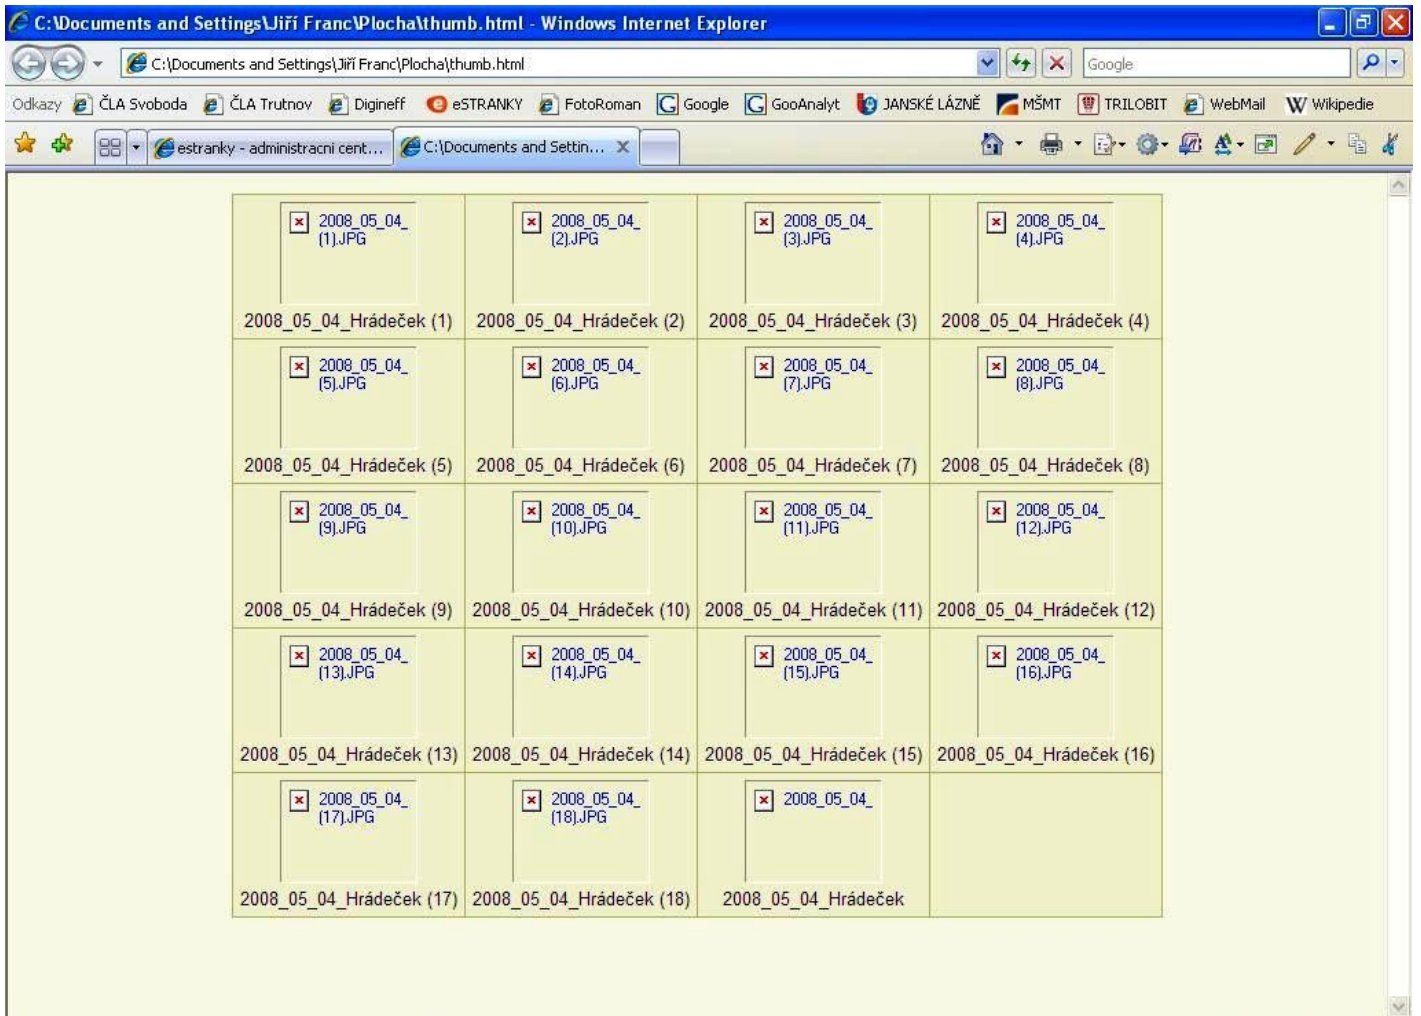 C:\Documents and Settings\Jiří Franc\Plocha\thumb.html - Windows Internet Explorer
C:\Documents and Settings\Jiří Franc\Plocha\thumb.html Google
Odkazy ČLA Svoboda ČLA Trutnov Digineff eSTRANKY FotoRoman Google GooAnalyt JANSKÉ LÁZNĚ MŠMT TRILOBIT WebMail Wikipedie
estranky - administracni cent... C:\Documents and Settin...
2008_05_04_ 2008_05_04_ 2008_05_04_ 2008_05_04_
(1).JPG (2).JPG (3).JPG (4).JPG
2008_05_04_Hrádeček (1) 2008_05_04_Hrádeček (2) 2008_05_04_Hrádeček (3) 2008_05_04_Hrádeček (4)
2008_05_04_ 2008_05_04_ 2008_05_04_ 2008_05_04_
(5).JPG (6).JPG (7).JPG (8).JPG
2008_05_04_Hrádeček (5) 2008_05_04_Hrádeček (6) 2008_05_04_Hrádeček (7) 2008_05_04_Hrádeček (8)
2008_05_04_ 2008_05_04_ 2008_05_04_ 2008_05_04_
(9).JPG (10).JPG (11).JPG (12).JPG
2008_05_04_Hrádeček (9) 2008_05_04_Hrádeček (10) 2008_05_04_Hrádeček (11) 2008_05_04_Hrádeček (12)
2008_05_04_ 2008_05_04_ 2008_05_04_ 2008_05_04_
(13).JPG (14).JPG (15).JPG (16).JPG
2008_05_04_Hrádeček (13) 2008_05_04_Hrádeček (14) 2008_05_04_Hrádeček (15) 2008_05_04_Hrádeček (16)
2008_05_04_ 2008_05_04_ 2008_05_04_
(17).JPG (18).JPG
2008_05_04_Hrádeček (17) 2008_05_04_Hrádeček (18) 2008_05_04_Hrádeček